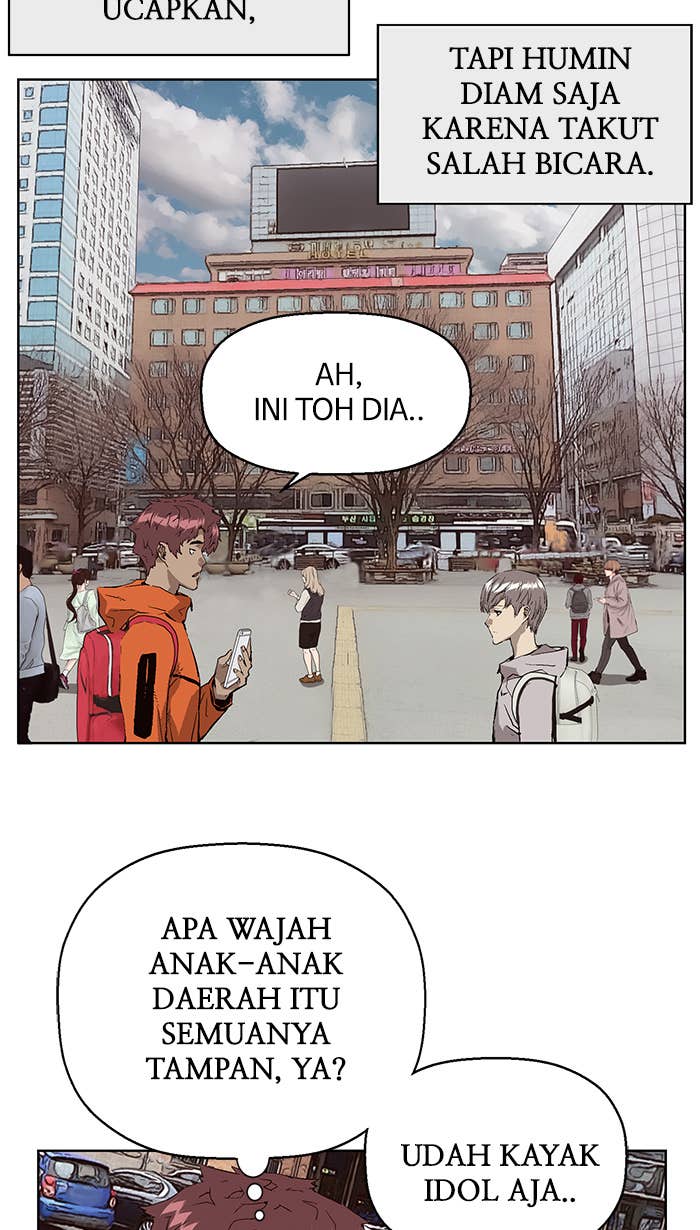 UCAPKAN,
TAPI HUMIN
DIAM SAJA
KARENA TAKUT
SALAH BICARA.
AH,
INI TOH DIA..
APA WAJAH
ANAK-ANAK
DAERAH ITU
SEMUANYA
TAMPAN, YA?
UDAH KAYAK
IDOL AJA..